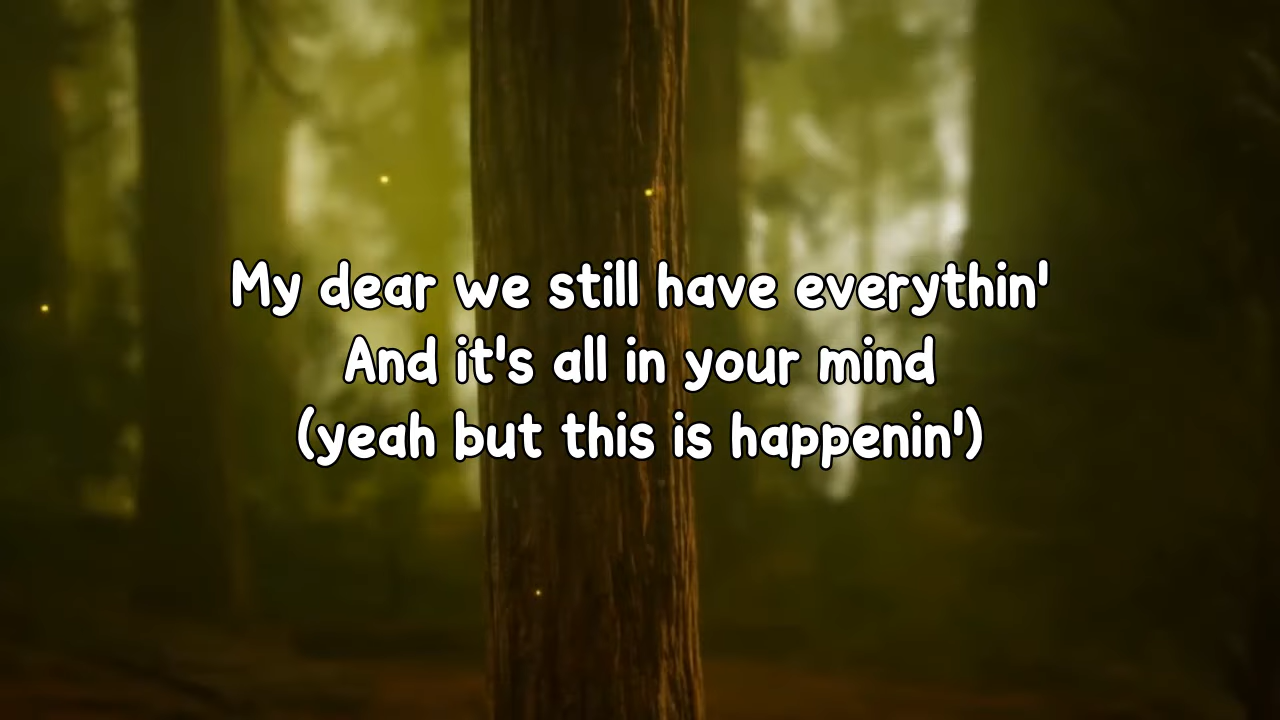 My dear we still have everythin'
And it's all in your mind
(yeah but this is happenin')